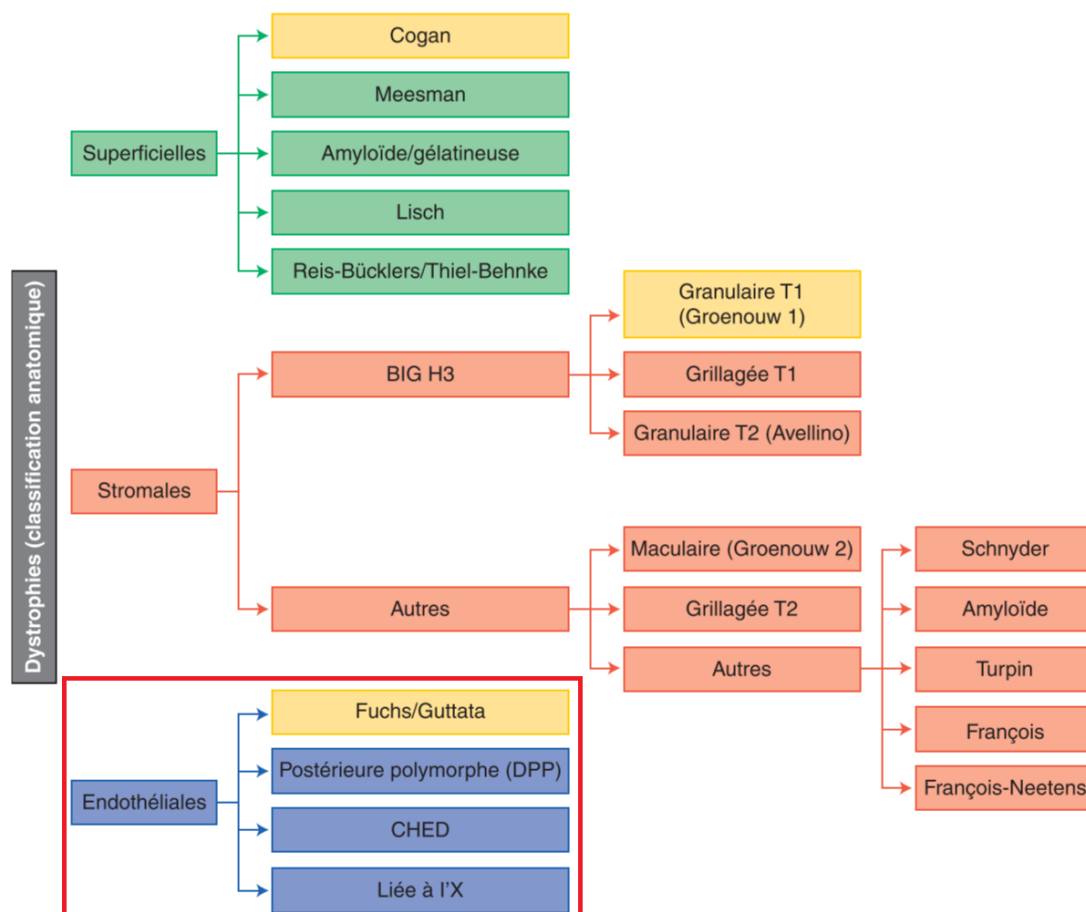 Dystrophies (classification anatomique)
Superficielles
Cogan
Meesman
Amyloïde/gélatineuse
Lisch
Reis-Bücklers/Thiel-Behnke
Stromales
BIG H3
Granulaire T1
(Groenouw 1)
Grillagée T1
Granulaire T2 (Avellino)
Autres
Maculaire (Groenouw 2)
Grillagée T2
Autres
Schnyder
Amyloïde
Turpin
François
François-Neetens
Endothéliales
Fuchs/Guttata
Postérieure polymorphe (DPP)
CHED
Liée à l'X